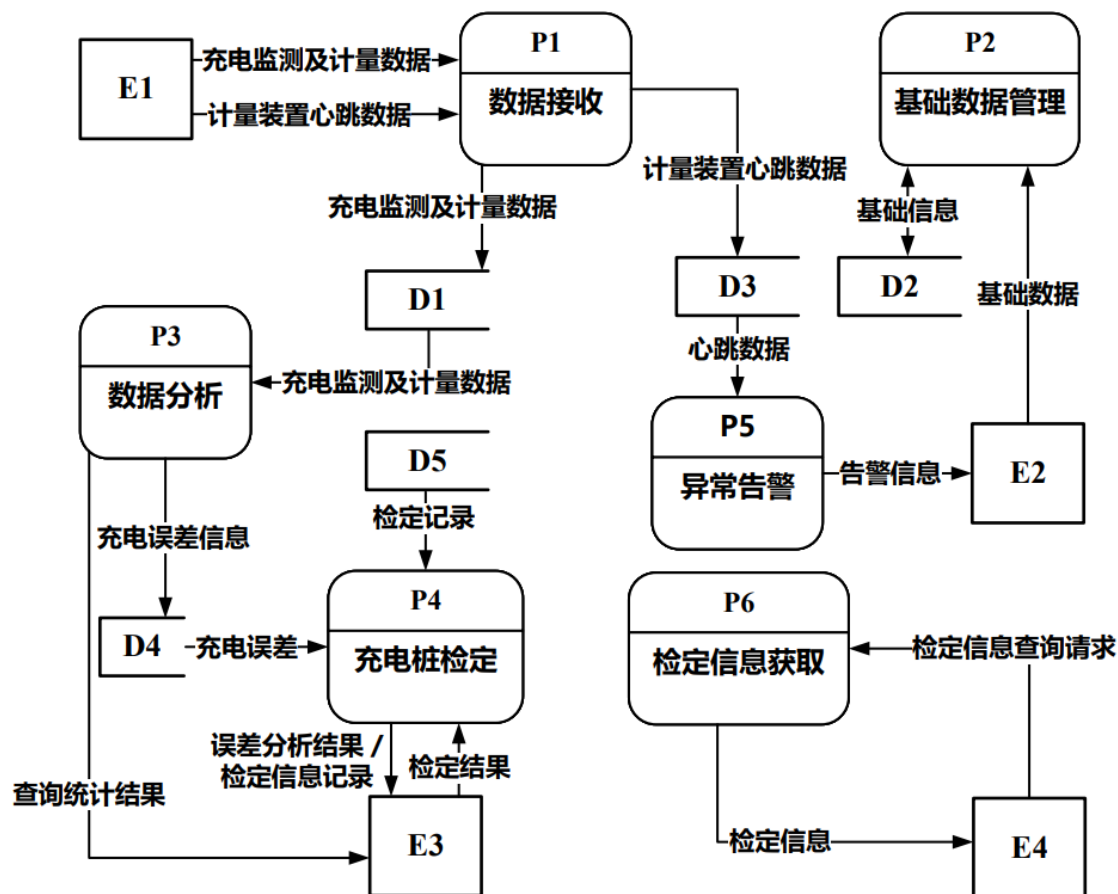 P1
P2
E1
充电监测及计量数据
数据接收
基础数据管理
计量装置心跳数据
计量装置心跳数据
充电监测及计量数据
基础信息
D1
D3
D2
基础数据
P3
心跳数据
数据分析
充电监测及计量数据
P5
D5
异常告警
告警信息
E2
检定记录
充电误差信息
P4
P6
D4
充电误差
充电桩检定
检定信息获取
检定信息查询请求
误差分析结果 /
检定信息记录
检定结果
查询统计结果
E3
检定信息
E4